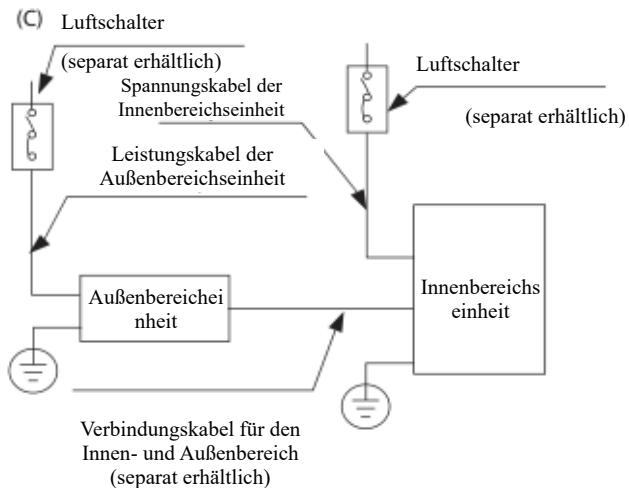 (C)
Luftschalter
(separat erhältlich)
Spannungskabel der
Innenbereichseinheit
Luftschalter
(separat erhältlich)
Leistungskabel der
Außenbereichseinheit
Außenbereichei
nheit
Innenbereichs
einheit
Verbindungskabel für den
Innen- und Außenbereich
(separat erhältlich)